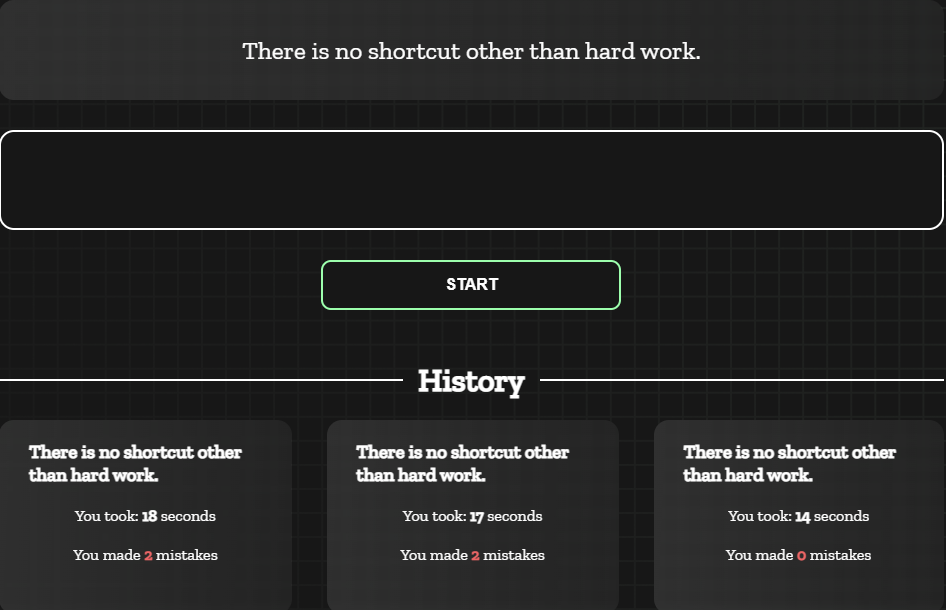 There is no shortcut other than hard work.
START
History
There is no shortcut other
than hard work.
You took: 18 seconds
You made 2 mistakes
There is no shortcut other
than hard work.
You took: 17 seconds
You made 2 mistakes
There is no shortcut other
than hard work.
You took: 14 seconds
You made 0 mistakes